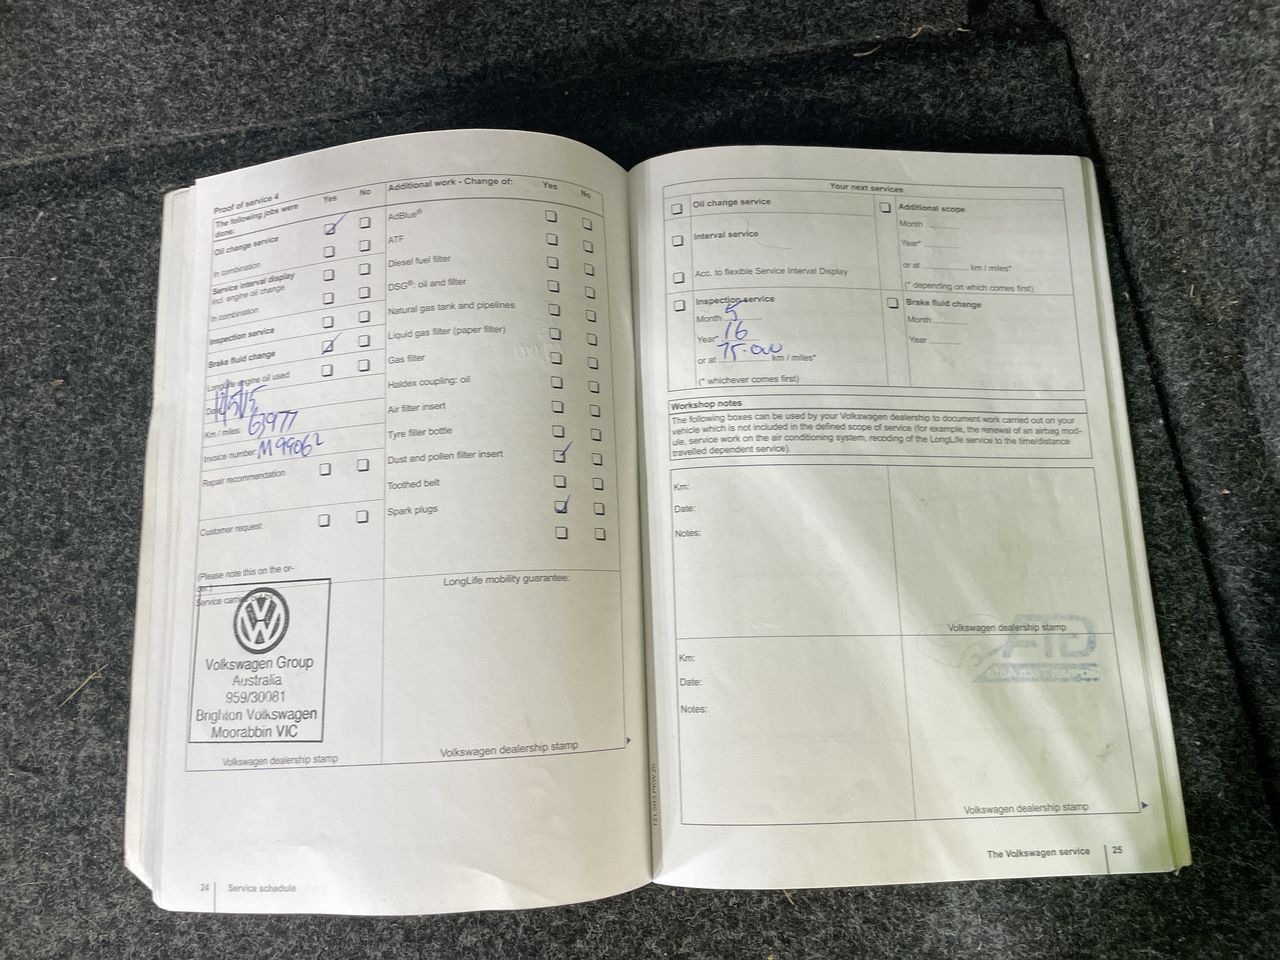 Proof of service 4
The following jobs were done: Yes No
Oil change service
In combination
Service interval display
incl. engine oil change
In combination
Inspection service
Brake fluid change
LongLife engine oil used
Km / miles:
Invoice number: M99062
Repair recommendation
Customer request
(Please note this on the or-
der.)
Service carried out by
Volkswagen Group
Australia
959/30081
Brighton Volkswagen
Moorabbin VIC
Volkswagen dealership stamp
Additional work - Change of: Yes No
AdBlue®
ATF
Diesel fuel filter
DSG®: oil and filter
Natural gas tank and pipelines
Liquid gas filter (paper filter)
Gas filter
Haldex coupling: oil
Air filter insert
Tyre filler bottle
Dust and pollen filter insert
Toothed belt
Spark plugs
LongLife mobility guarantee:
Volkswagen dealership stamp
24 Service schedule
121.5R3.PKW.20
Your next services
Oil change service
Interval service
Acc. to flexible Service Interval Display
Additional scope
Month
Year*
or at km / miles*
(* depending on which comes first)
Inspection service
Month 5
Year* 16
or at 75.000 km / miles*
(* whichever comes first)
Brake fluid change
Month
Year
Workshop notes
The following boxes can be used by your Volkswagen dealership to document work carried out on your
vehicle which is not included in the defined scope of service (for example, the renewal of an airbag mod-
ule, service work on the air conditioning system, recoding of the LongLife service to the time/distance
travelled dependent service).
Km:
Date:
Notes:
Volkswagen dealership stamp
Km:
Date:
Notes:
Volkswagen dealership stamp
The Volkswagen service 25